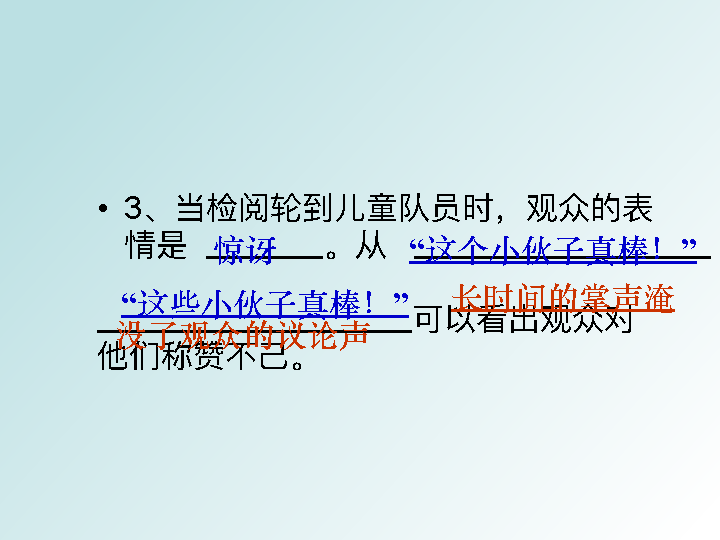 • 3、当检阅轮到儿童队员时，观众的表
情是 惊讶 。从 “这个小伙子真棒！”
“这些小伙子真棒！” 长时间的掌声淹
没了观众的议论声 可以看出观众对
他们称赞不已。